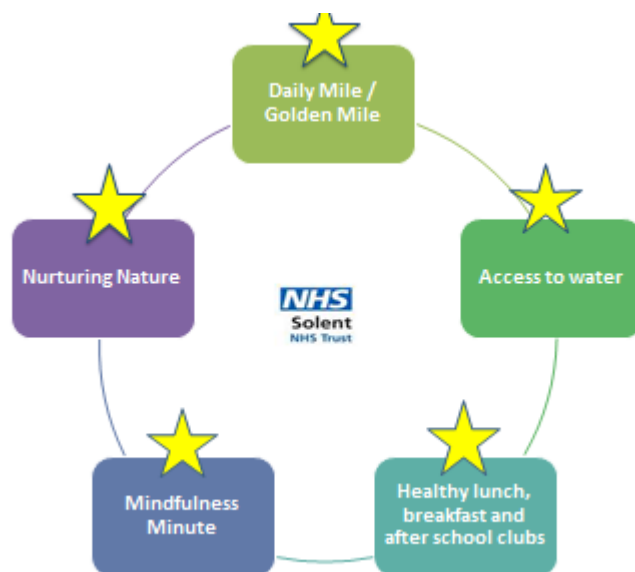 Daily Mile /
Golden Mile
Nurturing Nature
Access to water
NHS
Solent
NHS Trust
Mindfulness
Minute
Healthy lunch,
breakfast and
after school clubs